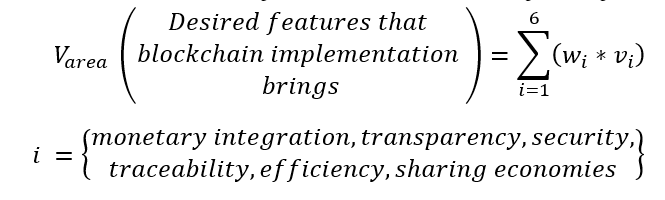 V_area (Desired features that
blockchain implementation
brings) = ∑_{i=1}^{6}(w_i * v_i)
i = {monetary integration, transparency, security,
traceability, efficiency, sharing economies}